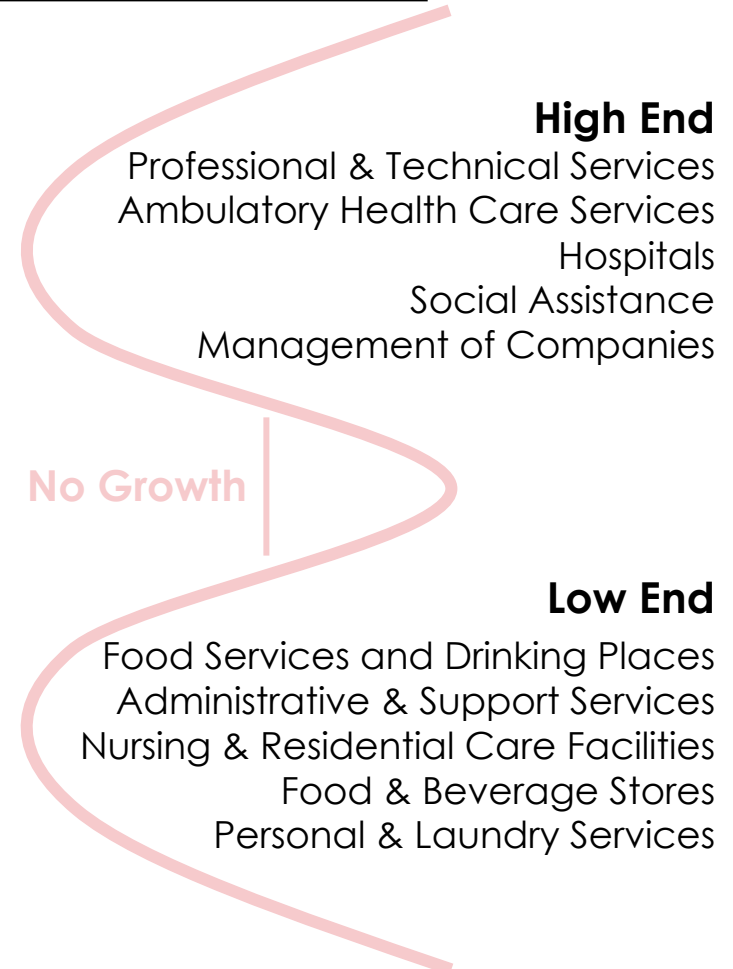 High End
Professional & Technical Services
Ambulatory Health Care Services
Hospitals
Social Assistance
Management of Companies
No Growth
Low End
Food Services and Drinking Places
Administrative & Support Services
Nursing & Residential Care Facilities
Food & Beverage Stores
Personal & Laundry Services